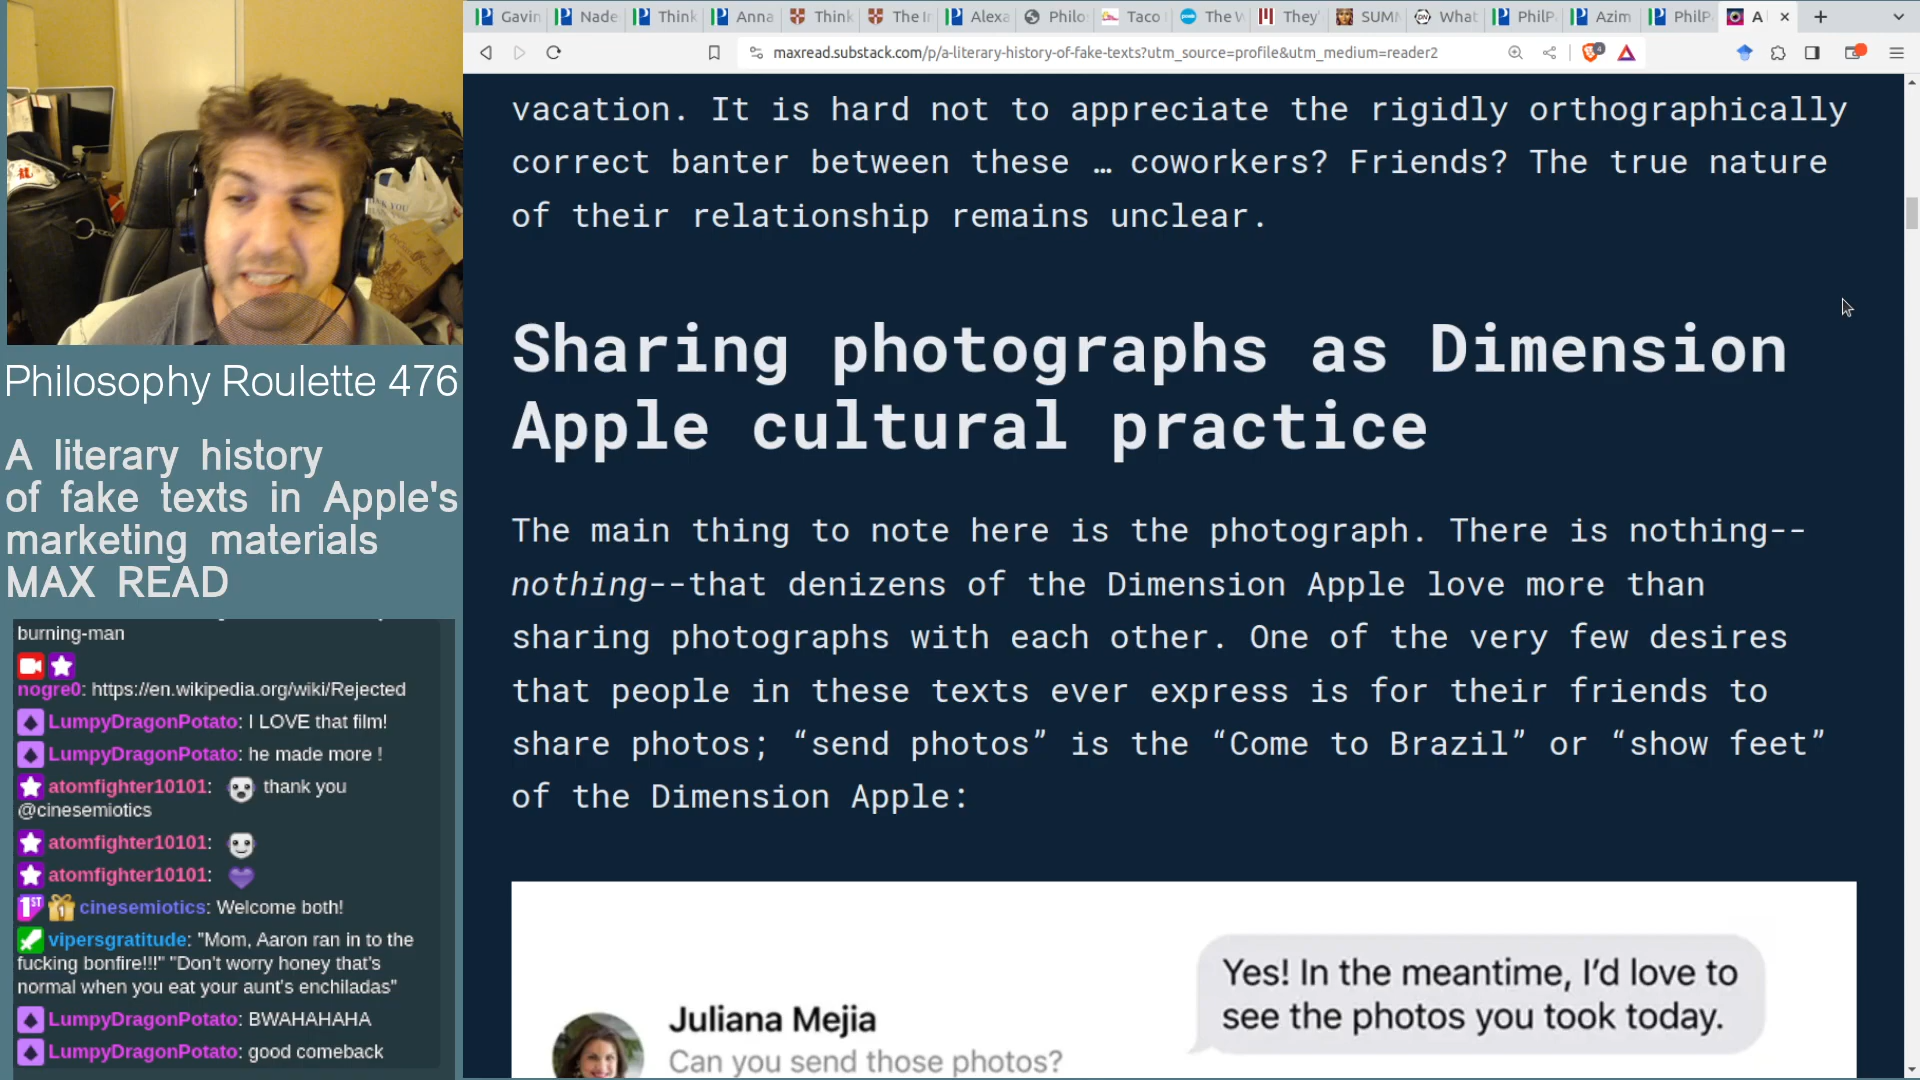 Gavin
Nade
Think
Anna
Think
The Ir
Alexa
Philo
Taco
The W
They'
SUMM
What
PhilP
Azim
PhilP
A
maxread.substack.com/p/a-literary-history-of-fake-texts?utm_source=profile&utm_medium=reader2
4
vacation. It is hard not to appreciate the rigidly orthographically
correct banter between these … coworkers? Friends? The true nature
of their relationship remains unclear.
Sharing photographs as Dimension
Apple cultural practice
The main thing to note here is the photograph. There is nothing--
nothing--that denizens of the Dimension Apple love more than
sharing photographs with each other. One of the very few desires
that people in these texts ever express is for their friends to
share photos; “send photos” is the “Come to Brazil” or “show feet”
of the Dimension Apple:
Yes! In the meantime, I’d love to
see the photos you took today.
Juliana Mejia
Can you send those photos?
Philosophy Roulette 476
A literary history
of fake texts in Apple's
marketing materials
MAX READ
burning-man
nogre0: https://en.wikipedia.org/wiki/Rejected
LumpyDragonPotato: I LOVE that film!
LumpyDragonPotato: he made more !
atomfighter10101: thank you
@cinesemiotics
atomfighter10101:
atomfighter10101:
1ST 1 cinesemiotics: Welcome both!
vipersgratitude: "Mom, Aaron ran in to the
fucking bonfire!!!" "Don't worry honey that's
normal when you eat your aunt's enchiladas"
LumpyDragonPotato: BWAHAHAHA
LumpyDragonPotato: good comeback